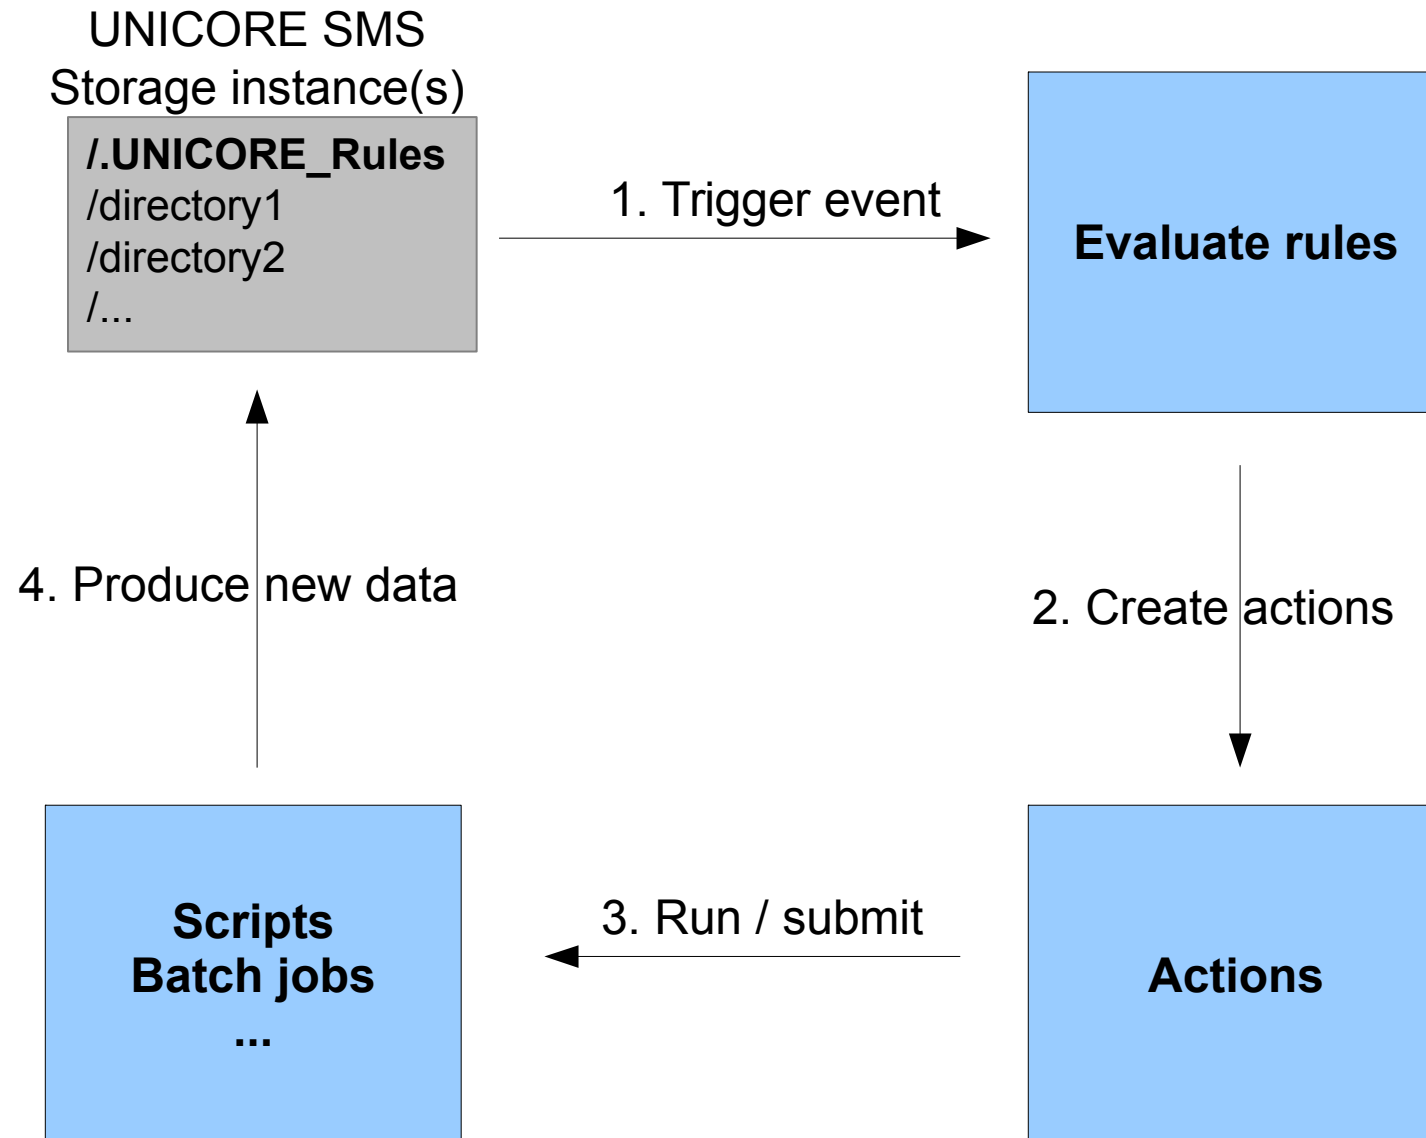 UNICORE SMS
Storage instance(s)
/.UNICORE_Rules
/directory1
/directory2
/...
1. Trigger event
Evaluate rules
2. Create actions
Actions
3. Run / submit
Scripts
Batch jobs
...
4. Produce new data